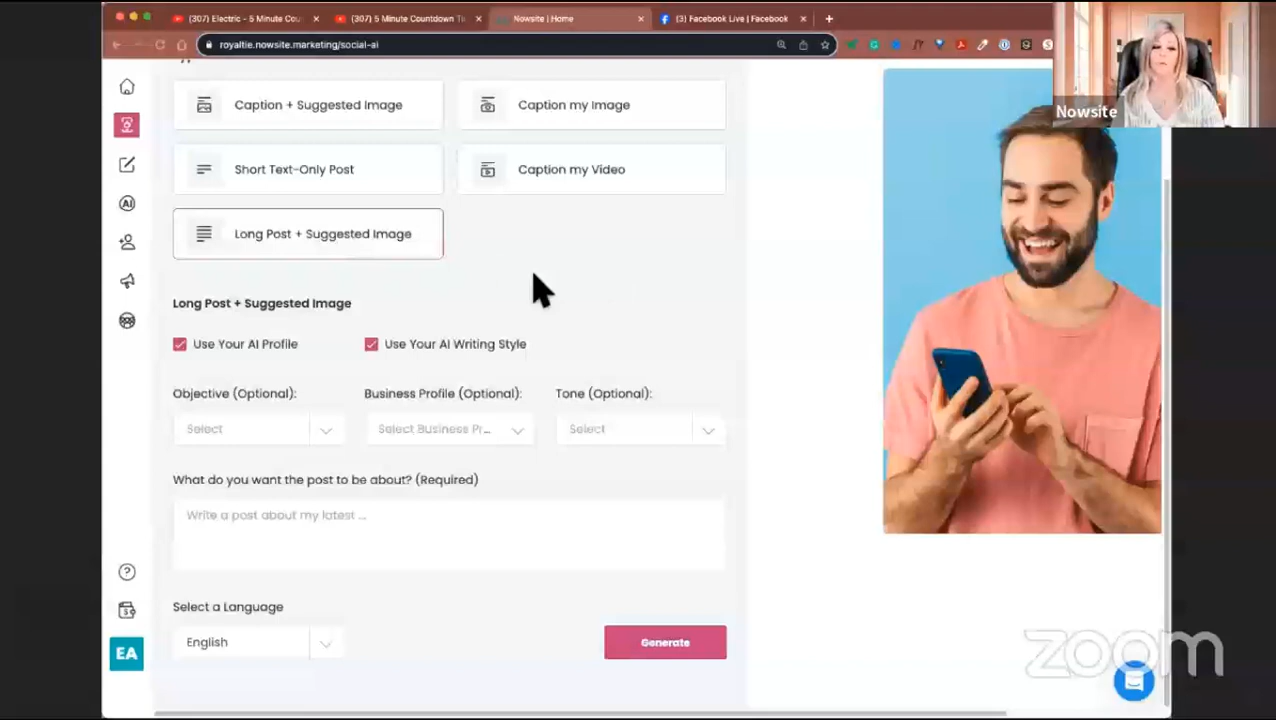 (307) Electric - 5 Minute Cou
(307) 5 Minute Countdown Ti
Nowsite | Home
(3) Facebook Live | Facebook
royaltie.nowsite.marketing/social-ai
Nowsite
Caption + Suggested Image
Caption my Image
Short Text-Only Post
Caption my Video
Long Post + Suggested Image
Long Post + Suggested Image
Use Your AI Profile
Use Your AI Writing Style
Objective (Optional):
Business Profile (Optional):
Tone (Optional):
Select
Select Business Pr...
Select
What do you want the post to be about? (Required)
Write a post about my latest ...
Select a Language
English
Generate
AI
EA
zoom